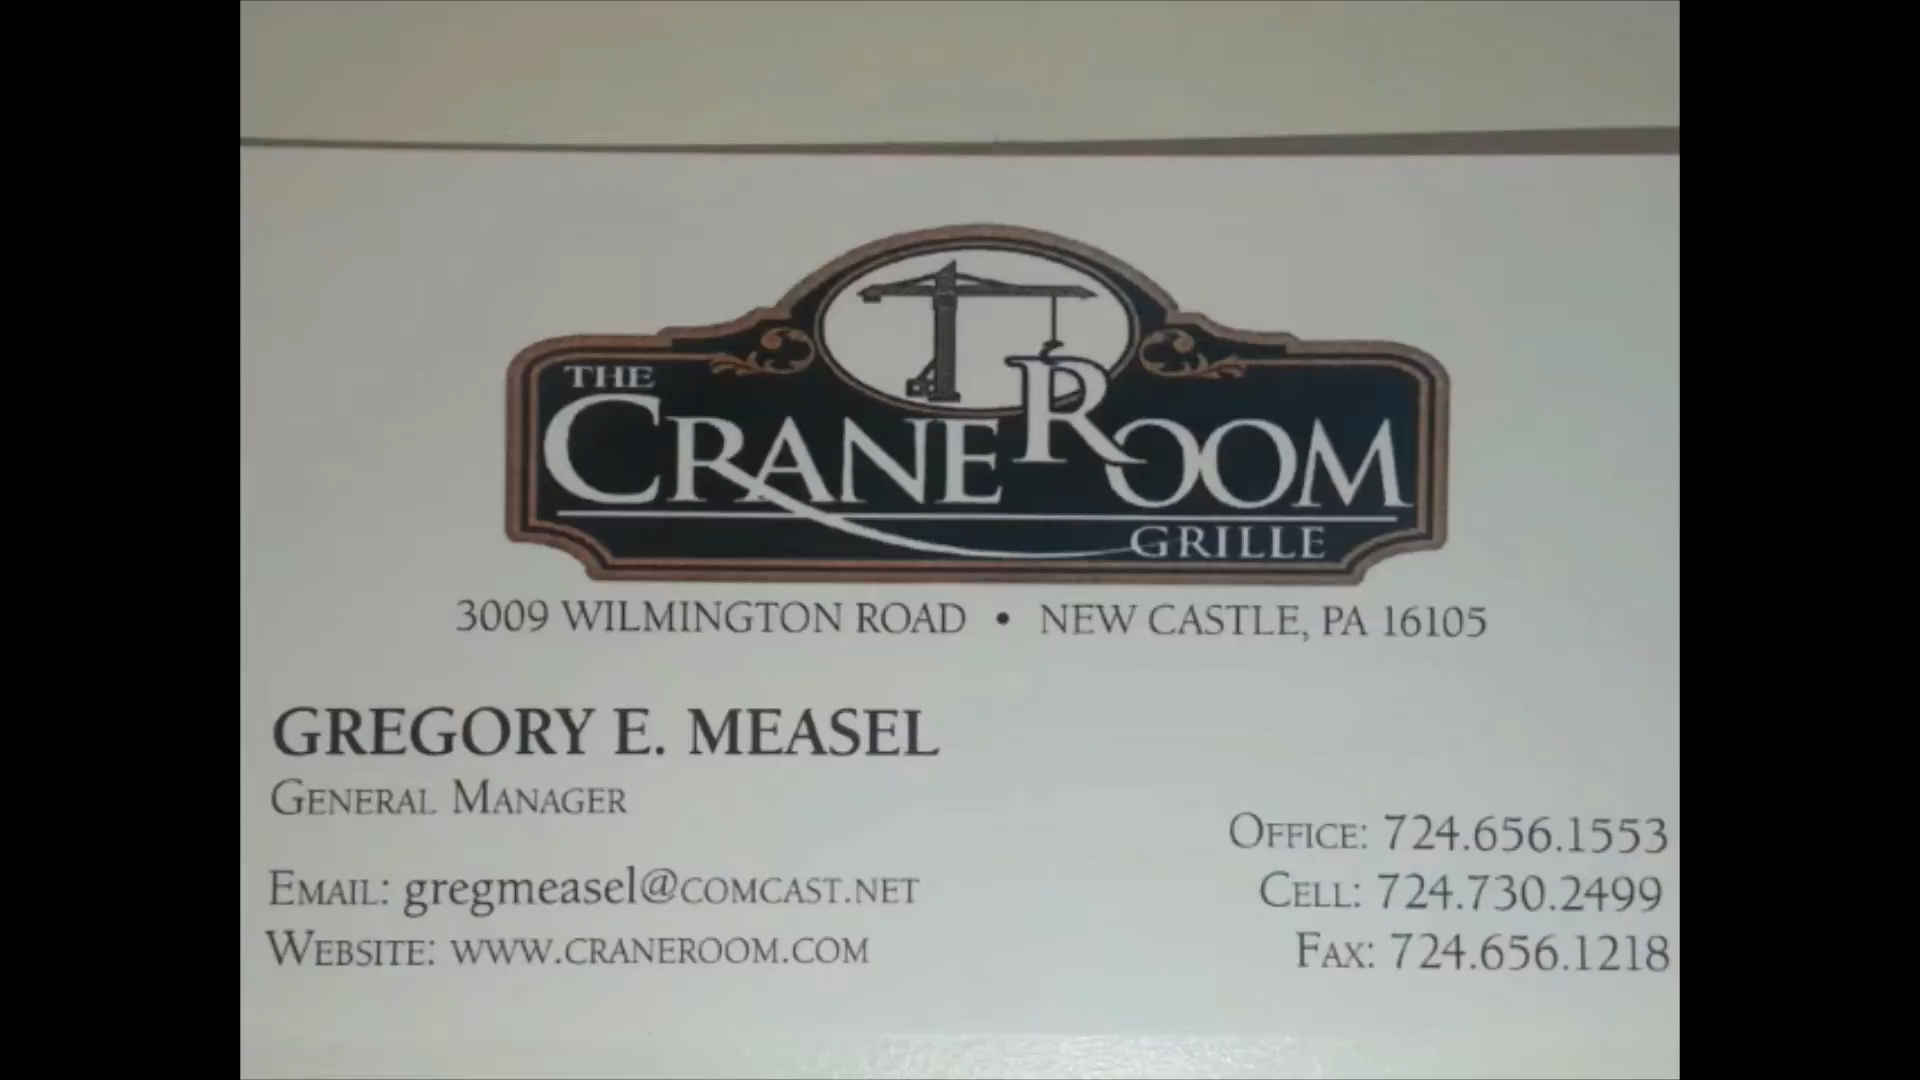 THE
CRANE ROOM
GRILLE
3009 WILMINGTON ROAD • NEW CASTLE, PA 16105
GREGORY E. MEASEL
GENERAL MANAGER
OFFICE: 724.656.1553
EMAIL: gregmeasel@COMCAST.NET
CELL: 724.730.2499
WEBSITE: WWW.CRANEROOM.COM
FAX: 724.656.1218